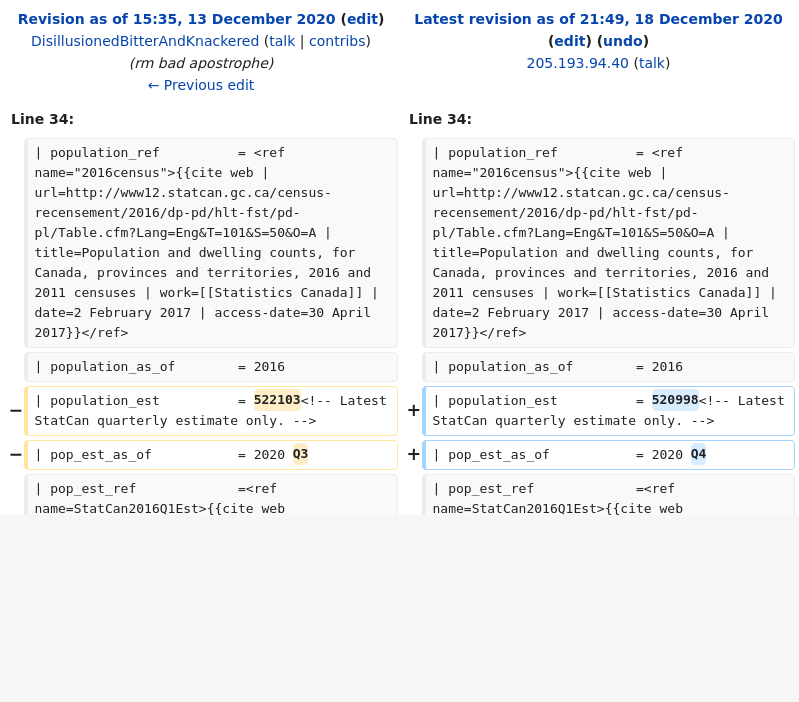 Revision as of 15:35, 13 December 2020 (edit)
DisillusionedBitterAndKnackered (talk | contribs)
(rm bad apostrophe)
← Previous edit
Latest revision as of 21:49, 18 December 2020
(edit) (undo)
205.193.94.40 (talk)
Line 34:
| population_ref          = <ref
name="2016census">{{cite web |
url=http://www12.statcan.gc.ca/census-
recensement/2016/dp-pd/hlt-fst/pd-
pl/Table.cfm?Lang=Eng&T=101&S=50&O=A |
title=Population and dwelling counts, for
Canada, provinces and territories, 2016 and
2011 censuses | work=[[Statistics Canada]] |
date=2 February 2017 | access-date=30 April
2017}}</ref>
| population_as_of        = 2016
− | population_est          = 522103<!-- Latest
StatCan quarterly estimate only. -->
− | pop_est_as_of           = 2020 Q3
| pop_est_ref             =<ref
name=StatCan2016Q1Est>{{cite web
Line 34:
| population_ref          = <ref
name="2016census">{{cite web |
url=http://www12.statcan.gc.ca/census-
recensement/2016/dp-pd/hlt-fst/pd-
pl/Table.cfm?Lang=Eng&T=101&S=50&O=A |
title=Population and dwelling counts, for
Canada, provinces and territories, 2016 and
2011 censuses | work=[[Statistics Canada]] |
date=2 February 2017 | access-date=30 April
2017}}</ref>
| population_as_of        = 2016
+ | population_est          = 520998<!-- Latest
StatCan quarterly estimate only. -->
+ | pop_est_as_of           = 2020 Q4
| pop_est_ref             =<ref
name=StatCan2016Q1Est>{{cite web